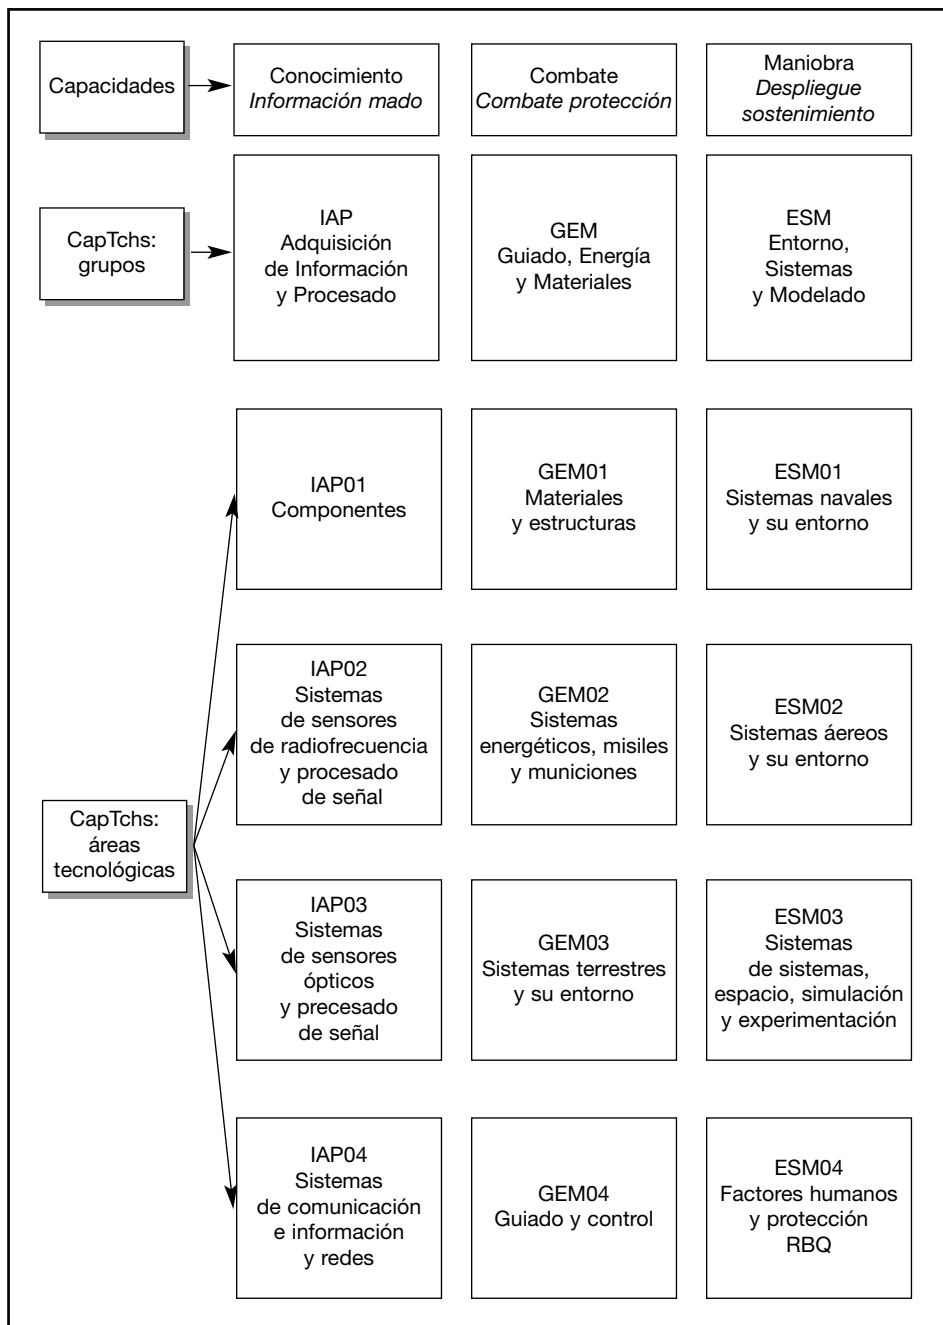 Capacidades
Conocimiento
Información mado
Combate
Combate protección
Maniobra
Despliegue
sostenimiento
CapTchs:
grupos
IAP
Adquisición
de Información
y Procesado
GEM
Guiado, Energía
y Materiales
ESM
Entorno,
Sistemas
y Modelado
CapTchs:
áreas
tecnológicas
IAP01
Componentes
GEM01
Materiales
y estructuras
ESM01
Sistemas navales
y su entorno
IAP02
Sistemas
de sensores
de radiofrecuencia
y procesado
de señal
GEM02
Sistemas
energéticos, misiles
y municiones
ESM02
Sistemas áereos
y su entorno
IAP03
Sistemas
de sensores
ópticos
y precesado
de señal
GEM03
Sistemas terrestres
y su entorno
ESM03
Sistemas
de sistemas,
espacio, simulación
y experimentación
IAP04
Sistemas
de comunicación
e información
y redes
GEM04
Guiado y control
ESM04
Factores humanos
y protección
RBQ